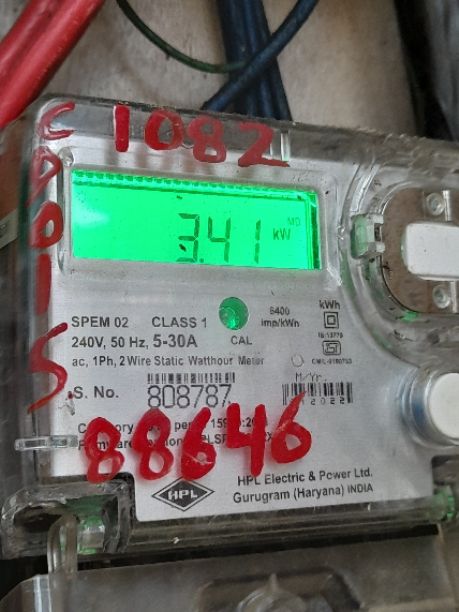 1082
MD
3.41 kW
SPEM 02 CLASS 1 6400 imp/kWh kWh
240V, 50 Hz, 5-30A CAL
ac, 1Ph, 2 Wire Static Watthour Meter
S. No. 808787 M/Yr.
88646
HPL Electric & Power Ltd.
HPL Gurugram (Haryana) INDIA